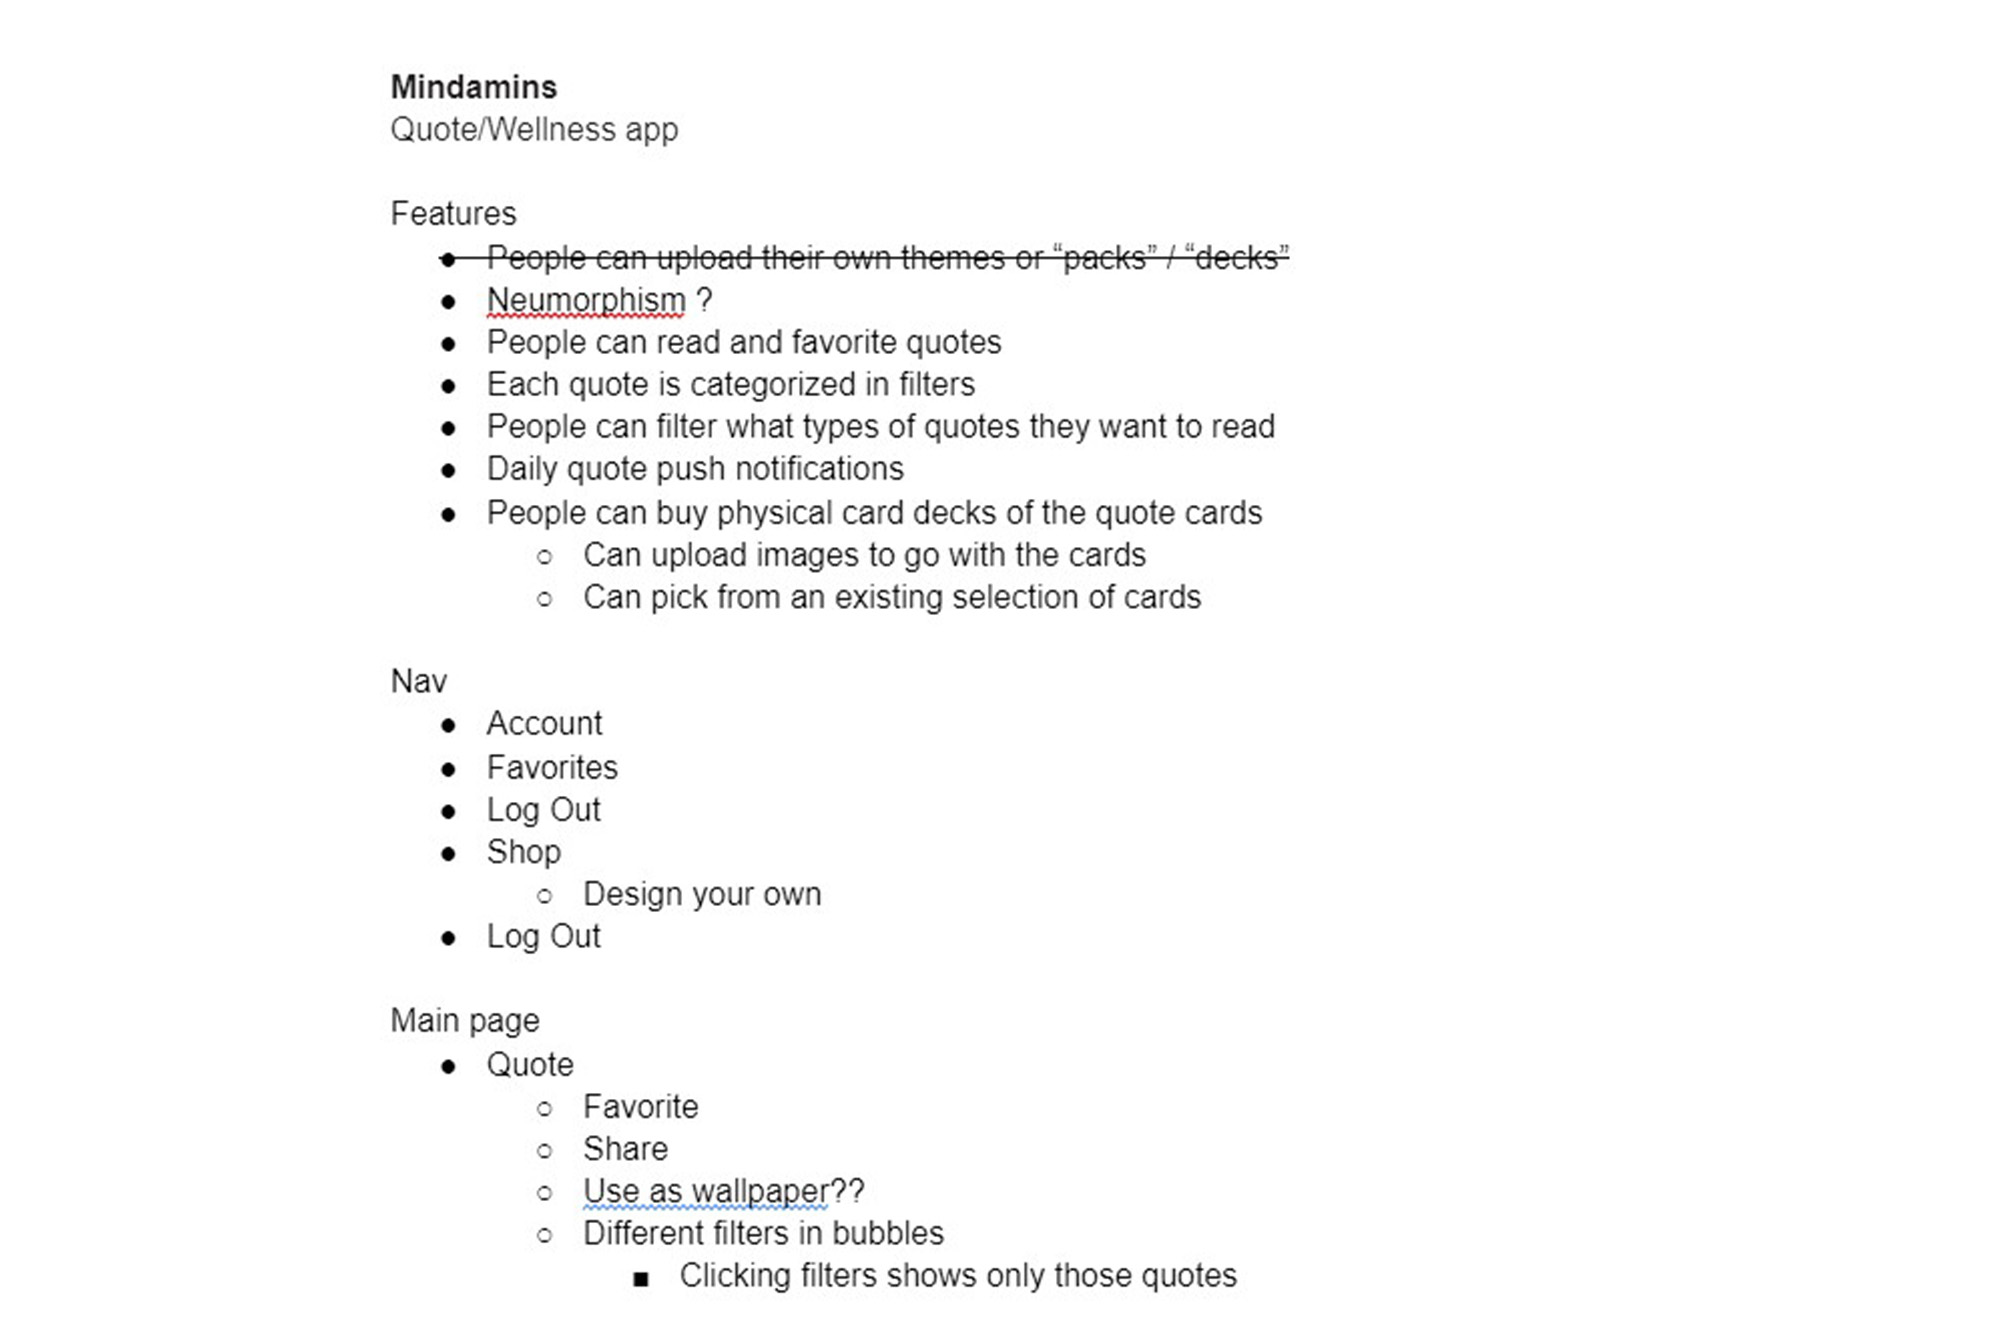 Mindamins
Quote/Wellness app
Features
● People can upload their own themes or “packs” / “decks”
● Neumorphism ?
● People can read and favorite quotes
● Each quote is categorized in filters
● People can filter what types of quotes they want to read
● Daily quote push notifications
● People can buy physical card decks of the quote cards
○ Can upload images to go with the cards
○ Can pick from an existing selection of cards
Nav
● Account
● Favorites
● Log Out
● Shop
○ Design your own
● Log Out
Main page
● Quote
○ Favorite
○ Share
○ Use as wallpaper??
○ Different filters in bubbles
■ Clicking filters shows only those quotes